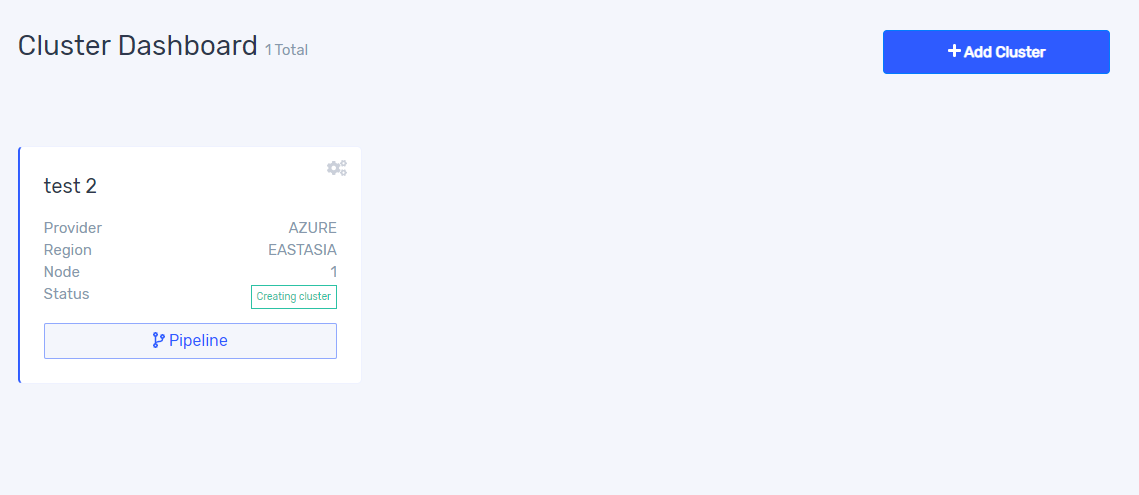 Cluster Dashboard 1 Total
Add Cluster
test 2
Provider AZURE
Region EASTASIA
Node 1
Status Creating cluster
Pipeline